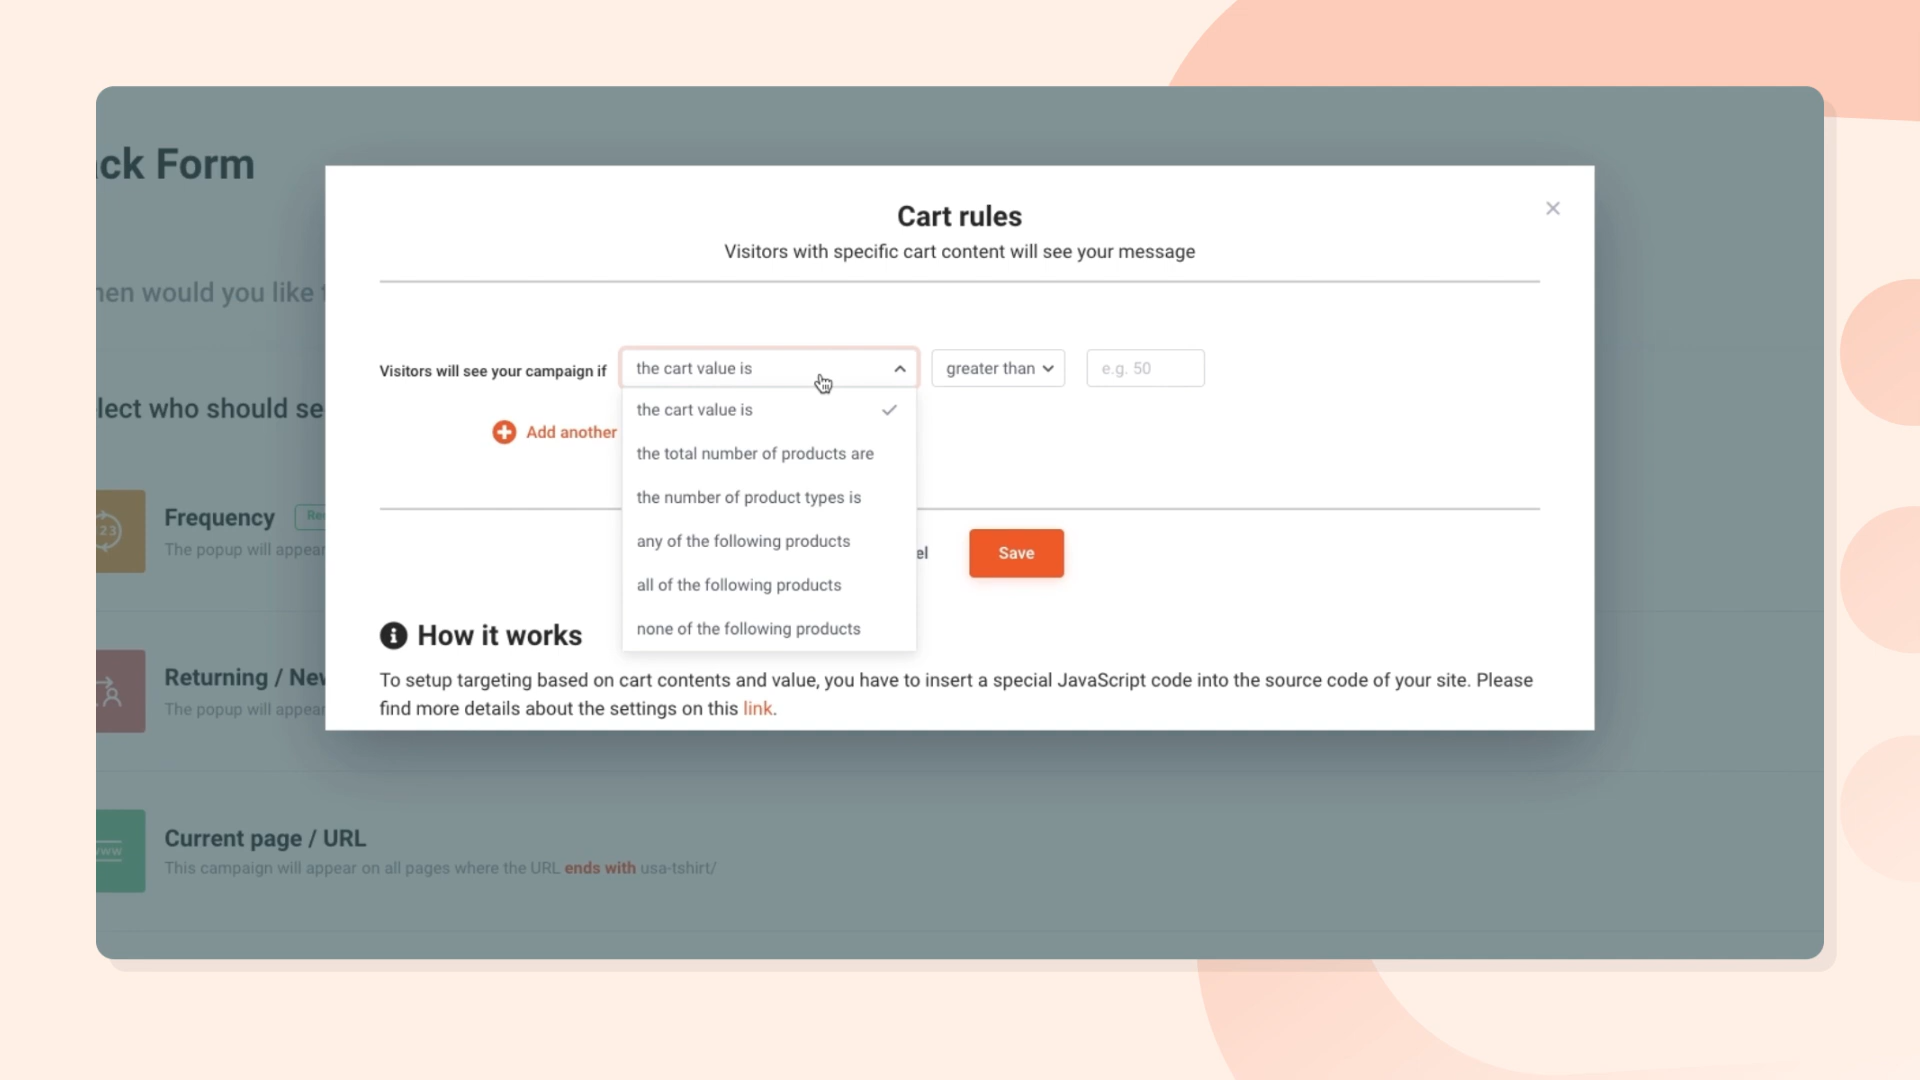 ck Form
Cart rules
Visitors with specific cart content will see your message
en would you like
Visitors will see your campaign if
the cart value is
greater than
e.g. 50
the cart value is
lect who should se
Add another
the total number of products are
the number of product types is
Frequency
Re
The popup will appear
any of the following products
el
Save
all of the following products
none of the following products
How it works
Returning / Nev
The popup will appear
To setup targeting based on cart contents and value, you have to insert a special JavaScript code into the source code of your site. Please
find more details about the settings on this link.
Current page / URL
This campaign will appear on all pages where the URL ends with usa-tshirt/